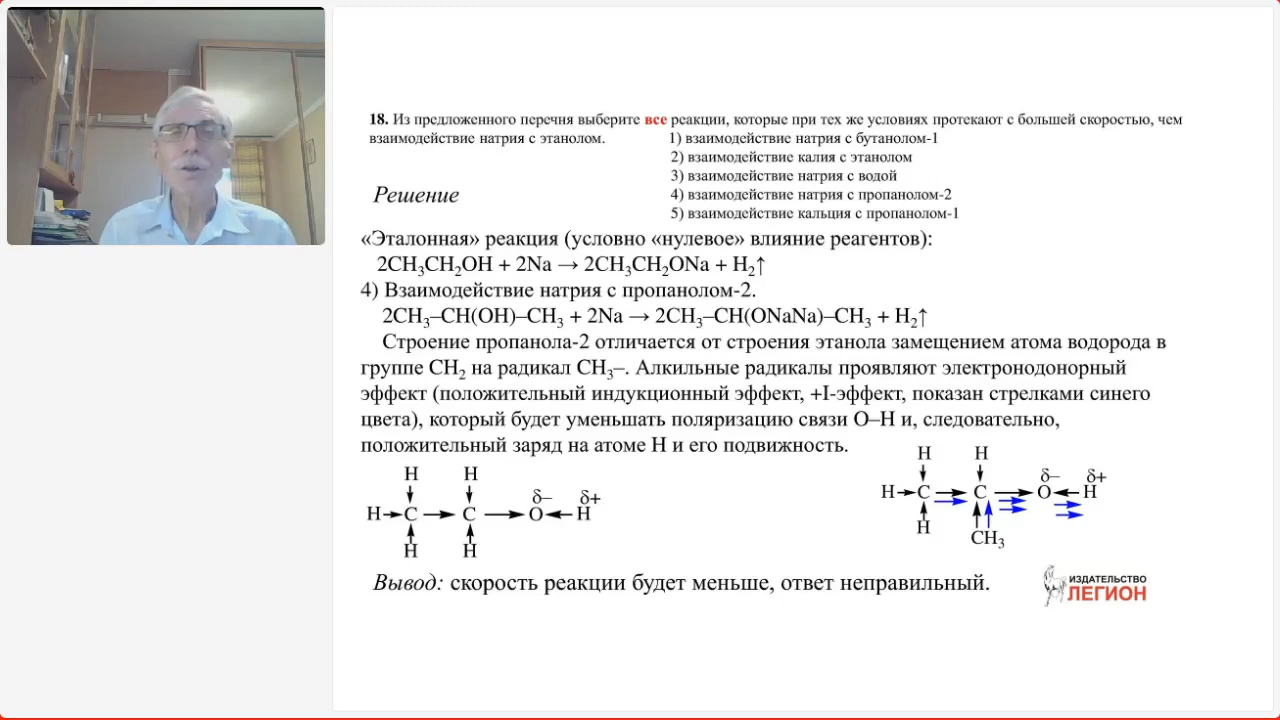 18. Из предложенного перечня выберите все реакции, которые при тех же условиях протекают с большей скоростью, чем
взаимодействие натрия с этанолом. 1) взаимодействие натрия с бутанолом-1
2) взаимодействие калия с этанолом
3) взаимодействие натрия с водой
4) взаимодействие натрия с пропанолом-2
5) взаимодействие кальция с пропанолом-1
Решение
«Эталонная» реакция (условно «нулевое» влияние реагентов):
2CH₃CH₂OH + 2Na → 2CH₃CH₂ONa + H₂↑
4) Взаимодействие натрия с пропанолом-2.
2CH₃–CH(OH)–CH₃ + 2Na → 2CH₃–CH(ONaNa)–CH₃ + H₂↑
Строение пропанола-2 отличается от строения этанола замещением атома водорода в
группе CH₂ на радикал CH₃–. Алкильные радикалы проявляют электронодонорный
эффект (положительный индукционный эффект, +I-эффект, показан стрелками синего
цвета), который будет уменьшать поляризацию связи O–H и, следовательно,
положительный заряд на атоме H и его подвижность.
H H
δ– δ+
H C C O H
H H
H H
δ– δ+
H C C O H
H CH₃
Вывод: скорость реакции будет меньше, ответ неправильный.
ИЗДАТЕЛЬСТВО
ЛЕГИОН